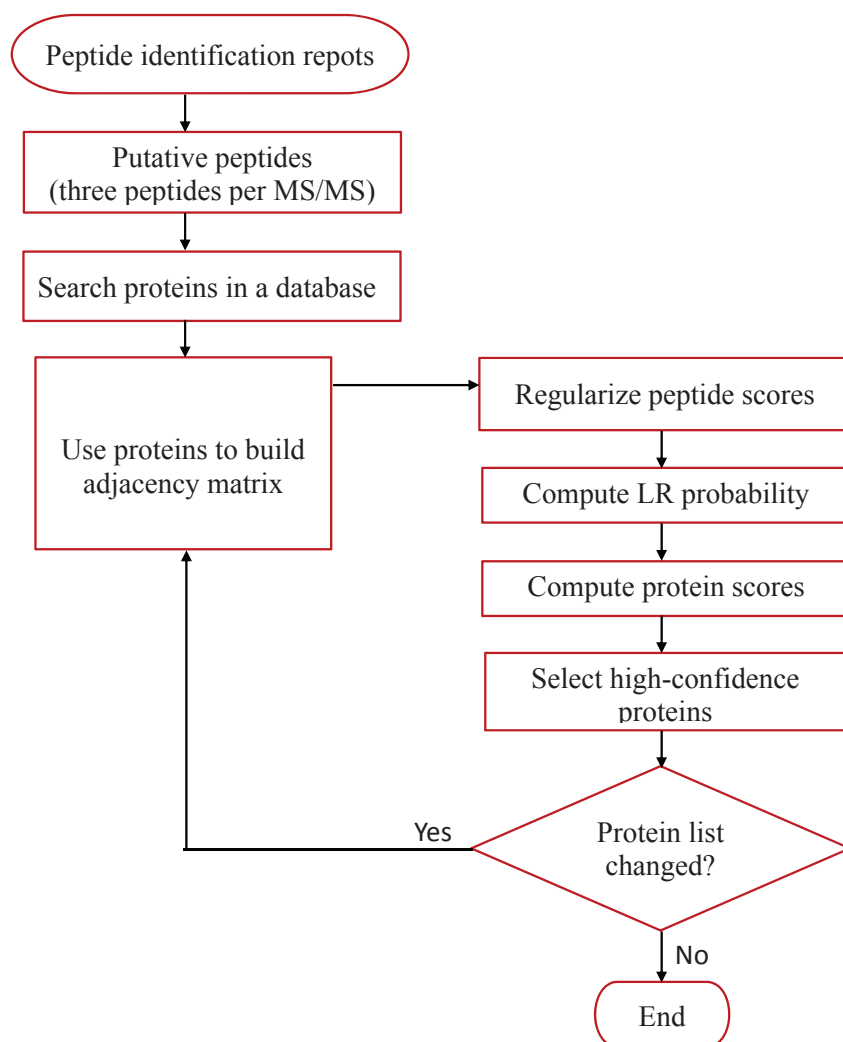 Peptide identification repots
Putative peptides
(three peptides per MS/MS)
Search proteins in a database
Use proteins to build
adjacency matrix
Regularize peptide scores
Compute LR probability
Compute protein scores
Select high-confidence
proteins
Protein list
changed?
Yes
No
End